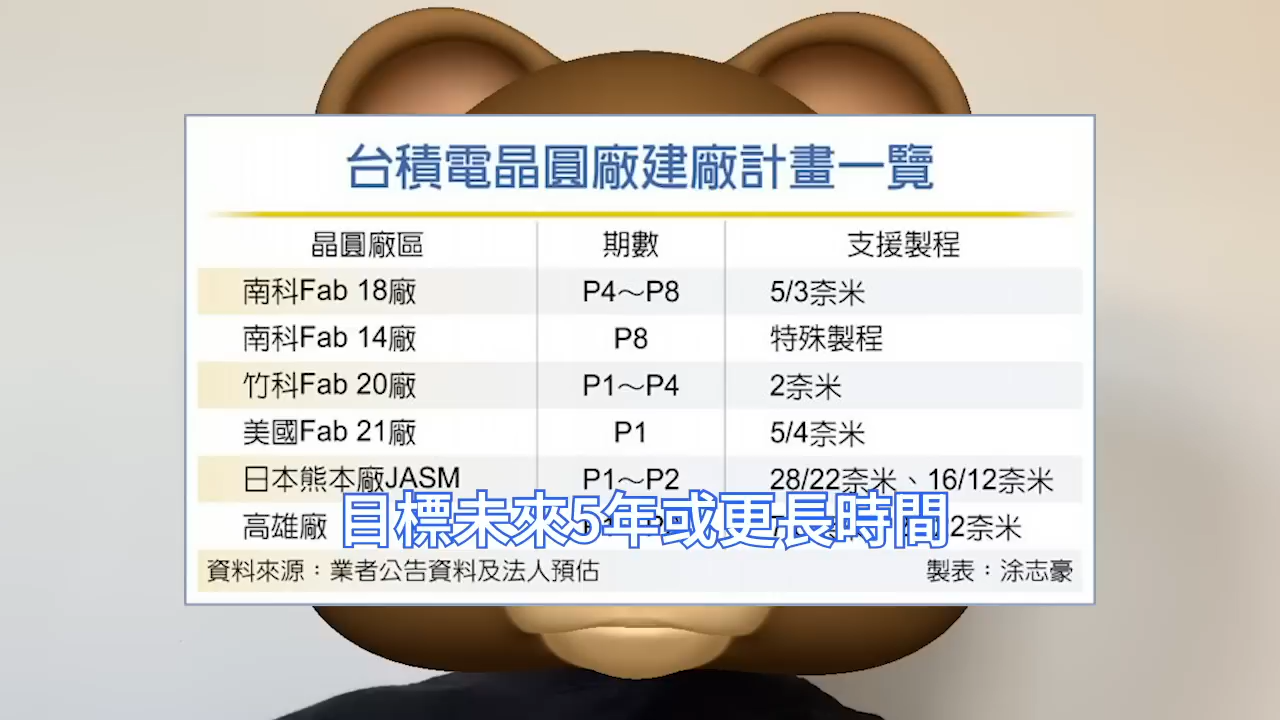 台積電晶圓廠建廠計畫一覽
晶圓廠區 期數 支援製程
南科Fab 18廠 P4~P8 5/3奈米
南科Fab 14廠 P8 特殊製程
竹科Fab 20廠 P1~P4 2奈米
美國Fab 21廠 P1 5/4奈米
日本熊本廠JASM P1~P2 28/22奈米、16/12奈米
高雄廠 2奈米
目標未來5年或更長時間
資料來源：業者公告資料及法人預估 製表：涂志豪